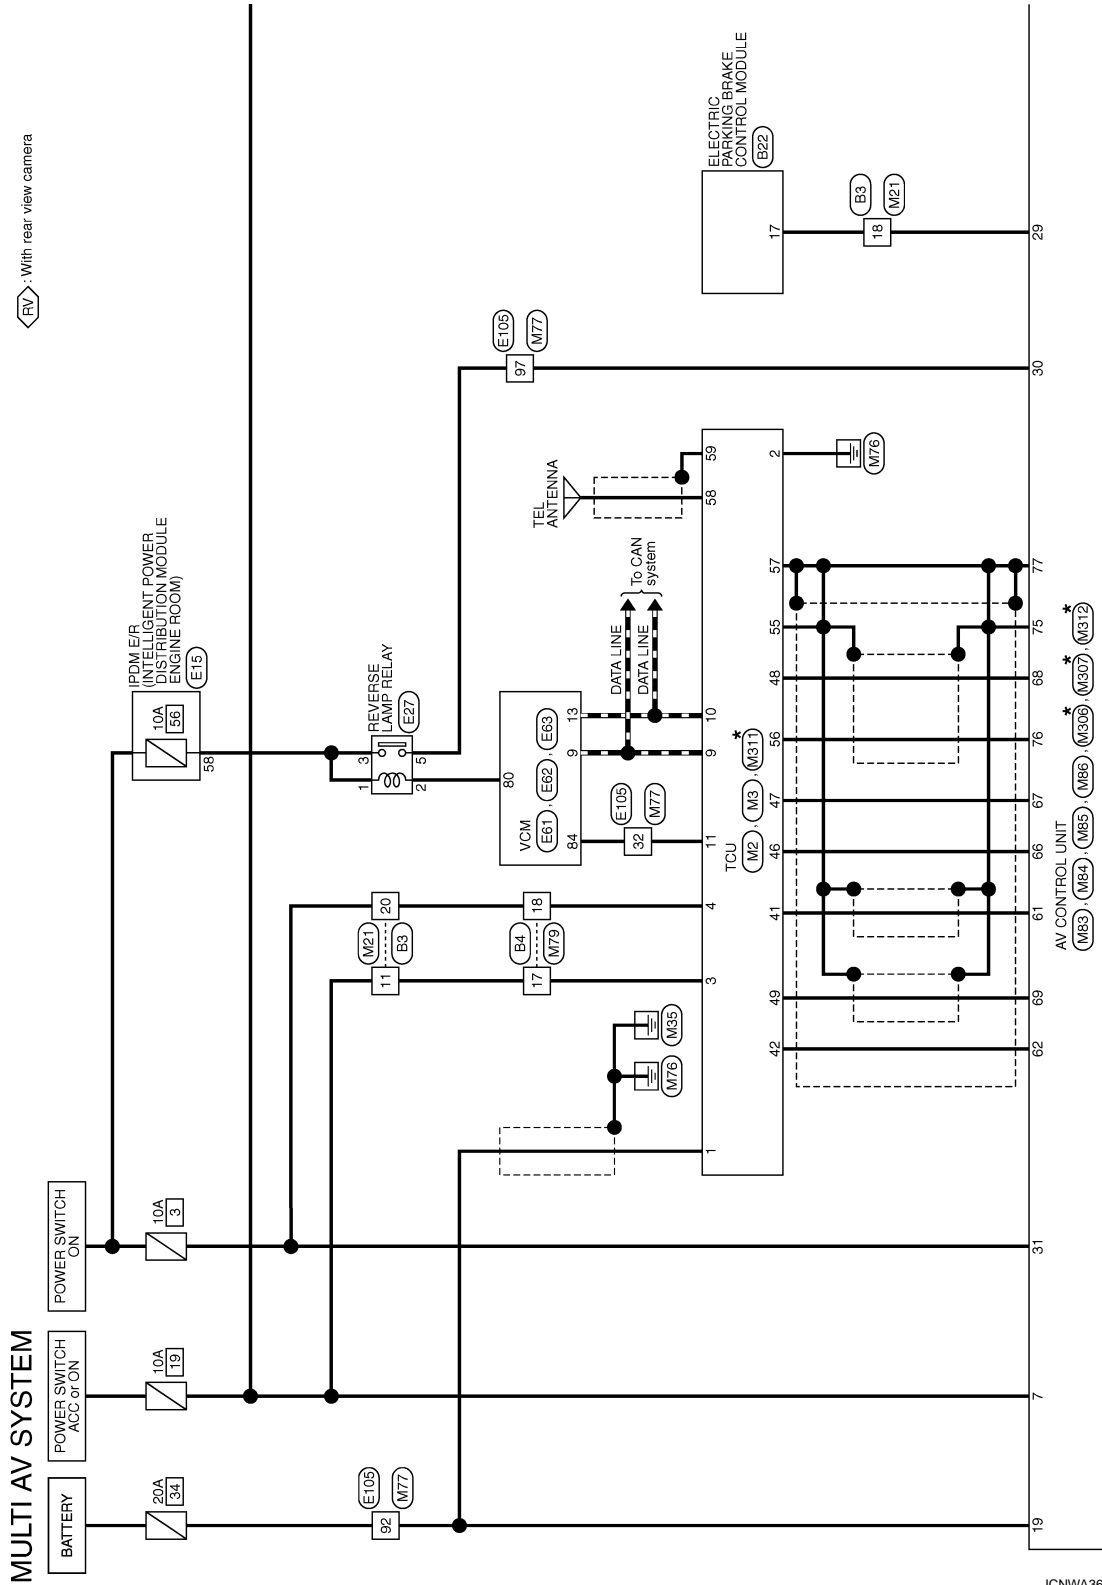 MULTI AV SYSTEM
RV : With rear view camera
BATTERY
POWER SWITCH
ACC or ON
POWER SWITCH
ON
20A
34
10A
19
10A
3
IPDM E/R
(INTELLIGENT POWER
DISTRIBUTION MODULE
ENGINE ROOM)
E15
10A
56
58
REVERSE
LAMP RELAY
E27
1
3
2
5
92
E105
M77
11
20
M21
B3
17
18
B4
M79
VCM
E61 , E62 , E63
80
84
9
13
32
E105
M77
97
E105
M77
DATA LINE
DATA LINE
To CAN
system
TEL
ANTENNA
M76
M35
ELECTRIC
PARKING BRAKE
CONTROL MODULE
B22
17
18
B3
M21
1
3
4
11
9
10
58
59
TCU
M2 , M3 , M311*
42
49
41
46
47
56
48
55
57
2
M76
19
7
31
62
69
61
66
67
76
68
75
77
30
29
AV CONTROL UNIT
M83 , M84 , M85 , M86 , M306* , M307* , M312*